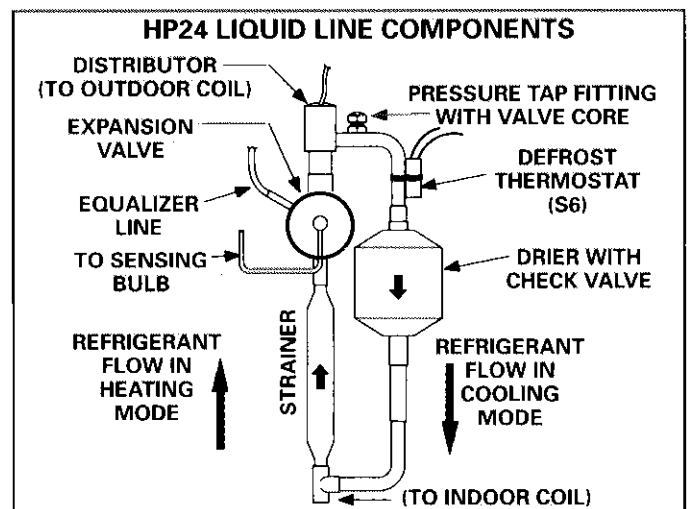 HP24 LIQUID LINE COMPONENTS
DISTRIBUTOR
(TO OUTDOOR COIL)
EXPANSION
VALVE
EQUALIZER
LINE
TO SENSING
BULB
REFRIGERANT
FLOW IN
HEATING
MODE
STRAINER
PRESSURE TAP FITTING
WITH VALVE CORE
DEFROST
THERMOSTAT
(S6)
DRIER WITH
CHECK VALVE
REFRIGERANT
FLOW IN
COOLING
MODE
(TO INDOOR COIL)